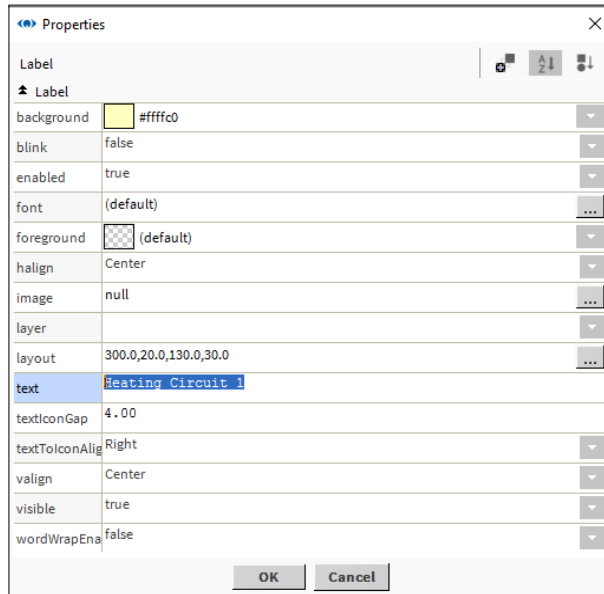 Properties
Label
Label
background #ffffc0
blink false
enabled true
font (default) ...
foreground (default)
halign Center
image null ...
layer
layout 300.0,20.0,130.0,30.0 ...
text Heating Circuit 1
textIconGap 4.00
textToIconAlig Right
valign Center
visible true
wordWrapEna false
OK Cancel